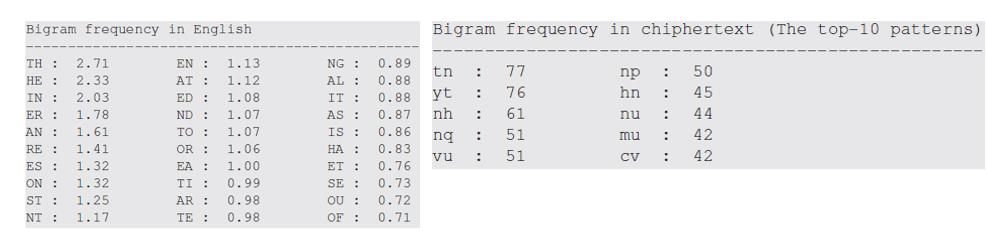 Bigram frequency in English
-------------------------------------------------
TH : 2.71 EN : 1.13 NG : 0.89
HE : 2.33 AT : 1.12 AL : 0.88
IN : 2.03 ED : 1.08 IT : 0.88
ER : 1.78 ND : 1.07 AS : 0.87
AN : 1.61 TO : 1.07 IS : 0.86
RE : 1.41 OR : 1.06 HA : 0.83
ES : 1.32 EA : 1.00 ET : 0.76
ON : 1.32 TI : 0.99 SE : 0.73
ST : 1.25 AR : 0.98 OU : 0.72
NT : 1.17 TE : 0.98 OF : 0.71
Bigram frequency in chiphertext (The top-10 patterns)
-------------------------------------------------
tn : 77 np : 50
yt : 76 hn : 45
nh : 61 nu : 44
nq : 51 mu : 42
vu : 51 cv : 42